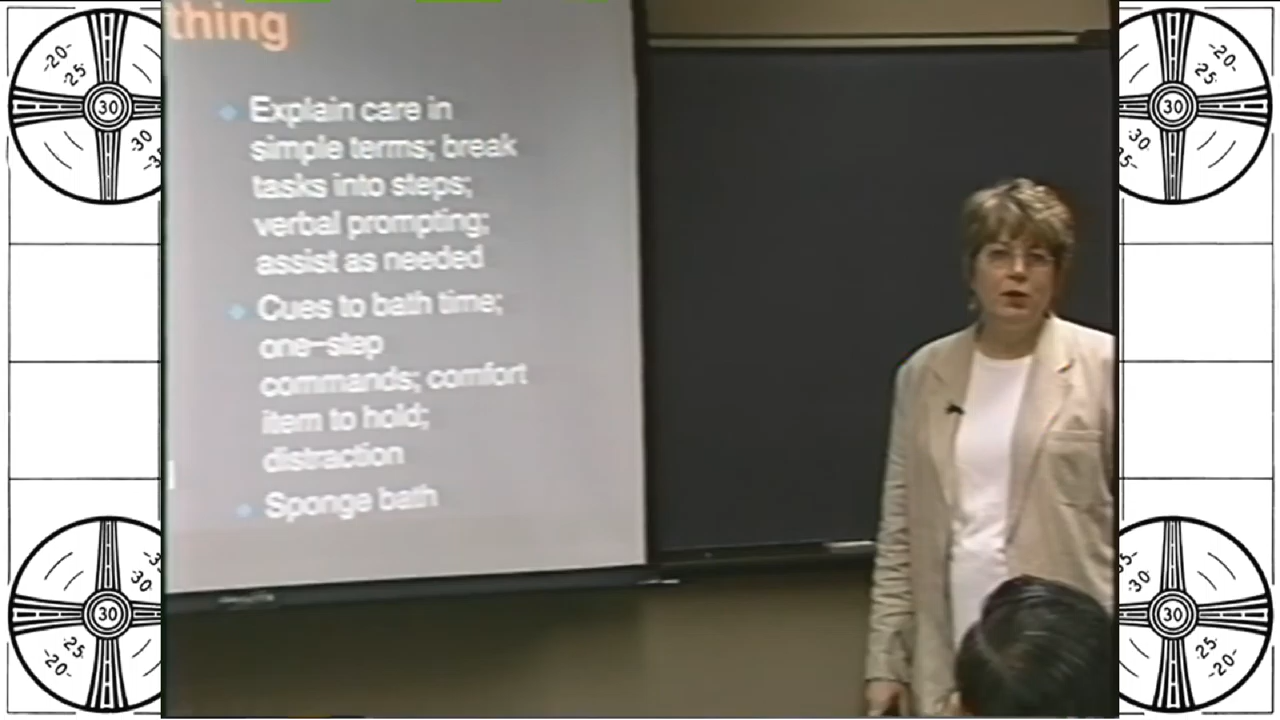 thing
Explain care in
simple terms; break
tasks into steps;
verbal prompting;
assist as needed
Cues to bath time;
one-step
commands; comfort
item to hold;
distraction
Sponge bath
-20-
25-
30
-30
-20-
25-
30
-30
-30-
30
25-
-20-
-30-
30
-25-
-20-